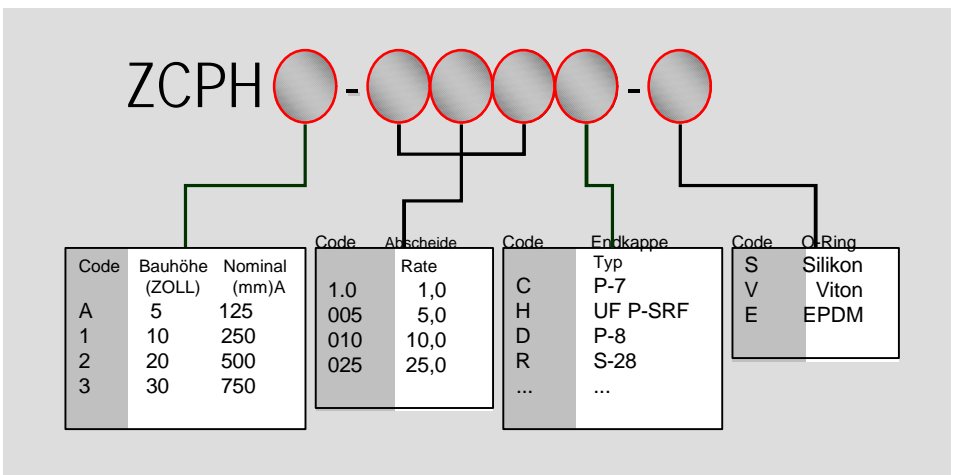 ZCPH - -
Code Abscheide Code Endkappe Code O-Ring
Code Bauhöhe Nominal
(ZOLL) (mm)A
A 5 125
1 10 250
2 20 500
3 30 750
Rate
1.0 1,0
005 5,0
010 10,0
025 25,0
Typ
C P-7
H UF P-SRF
D P-8
R S-28
... ...
S Silikon
V Viton
E EPDM